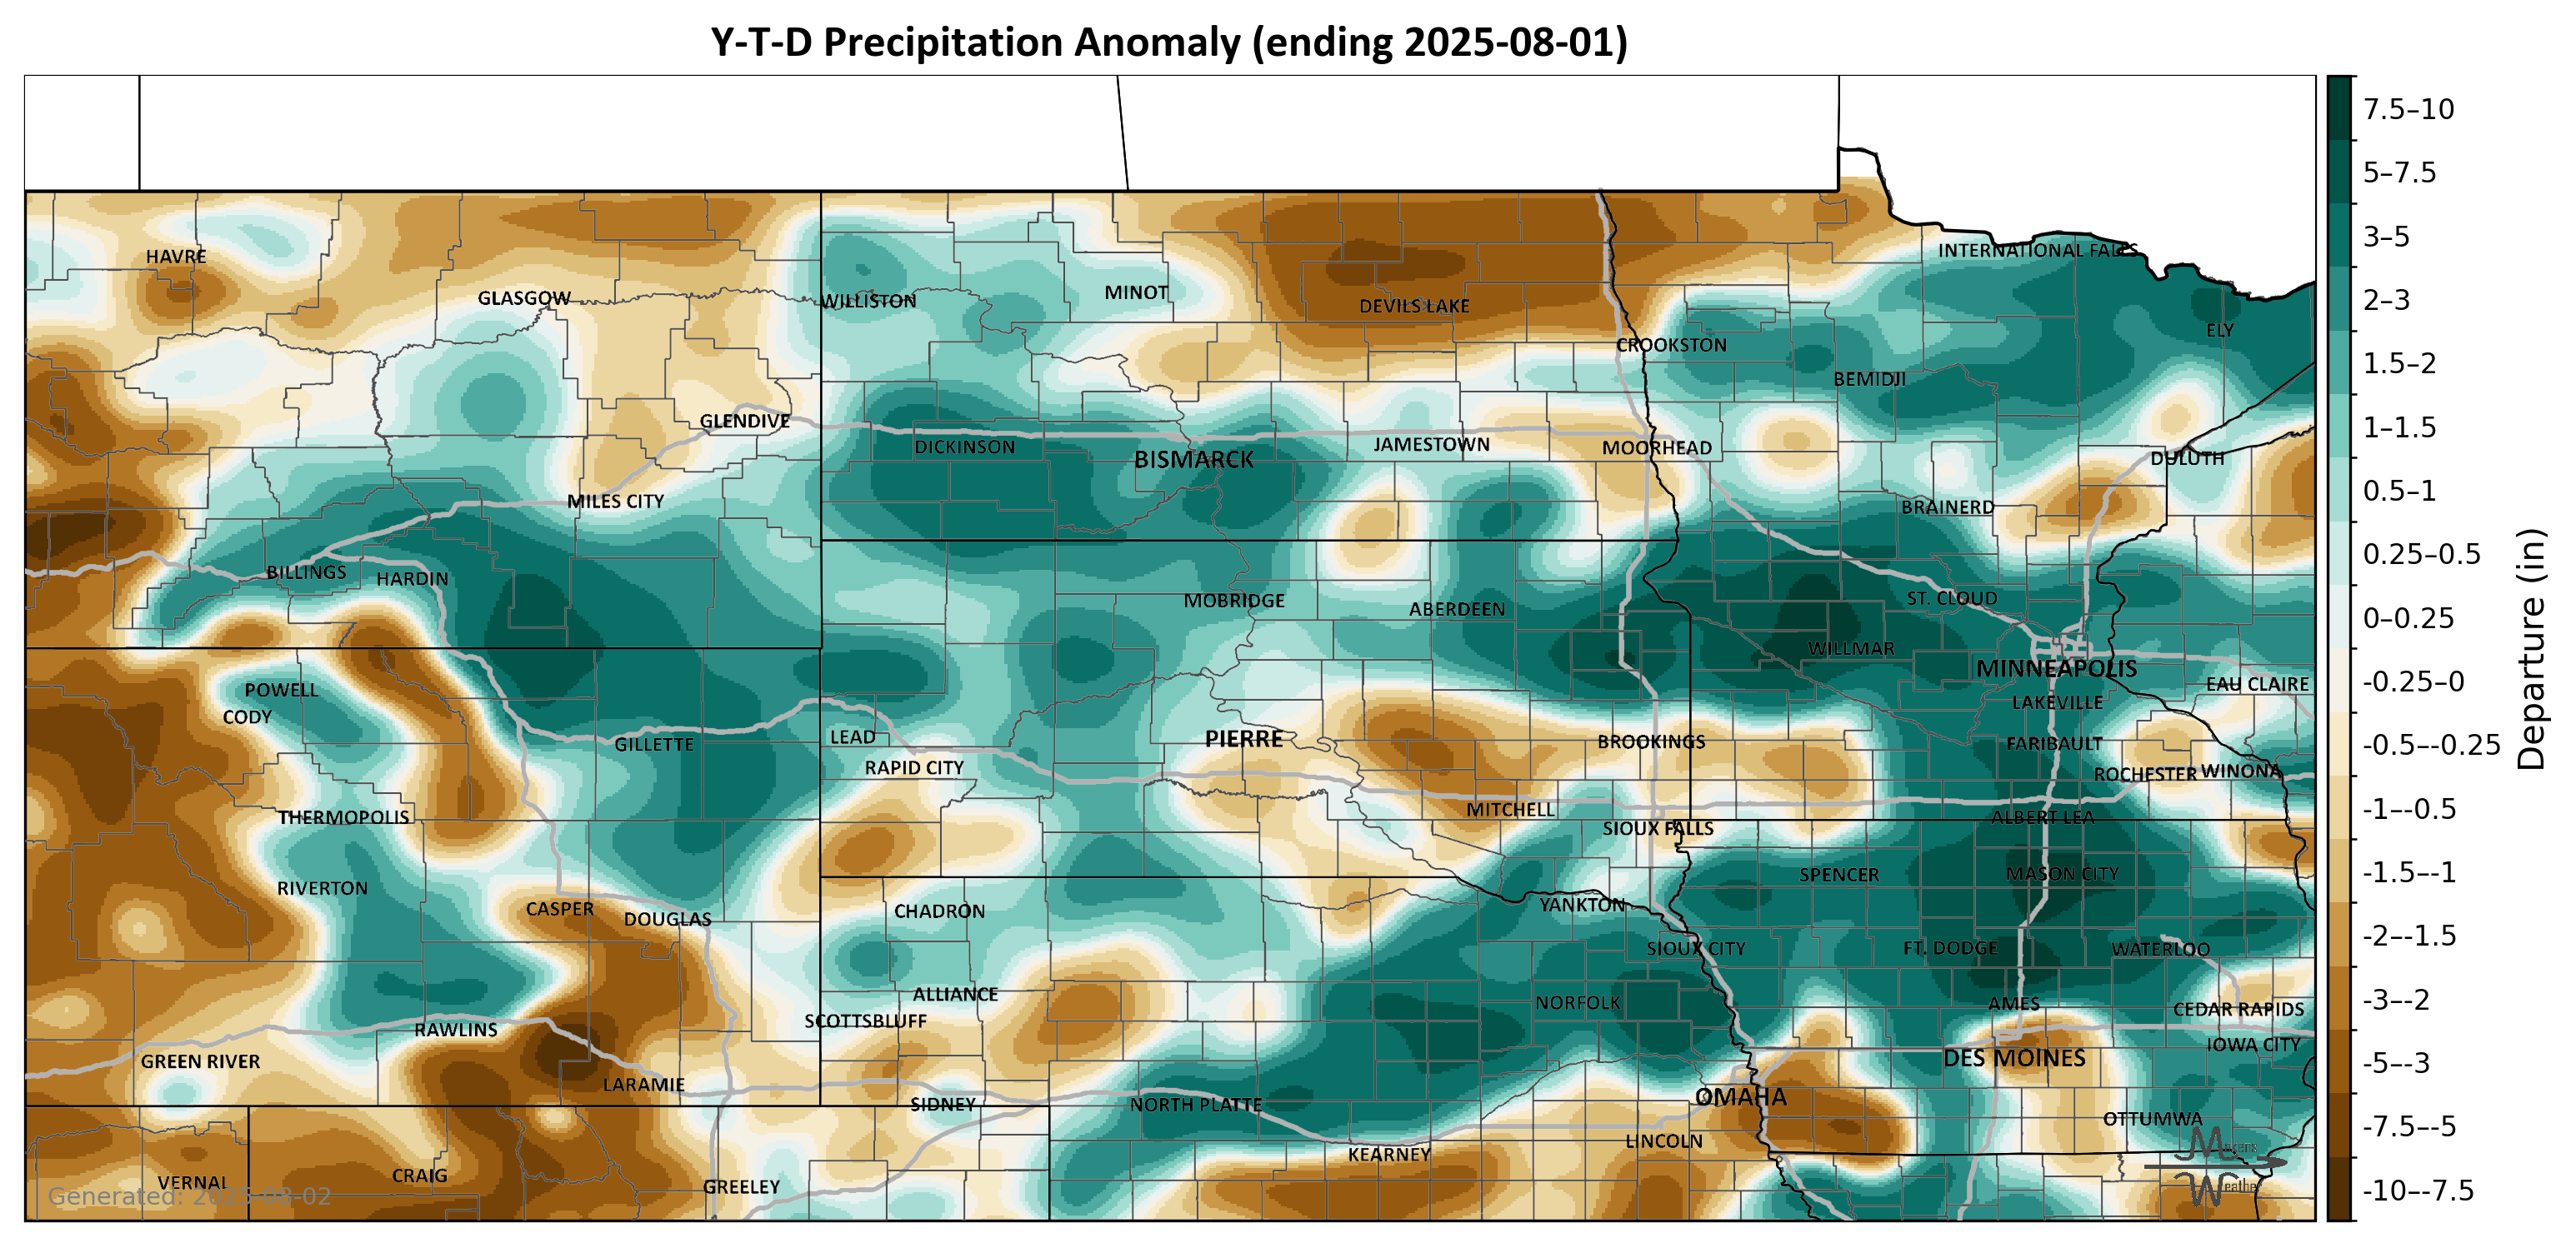 Y-T-D Precipitation Anomaly (ending 2025-08-01)
INTERNATIONAL FALLS
HAVRE
GLASGOW
WILLISTON
MINOT
DEVILS LAKE
ELY
CROOKSTON
BEMIDJI
GLENDIVE
DICKINSON
BISMARCK
JAMESTOWN
MOORHEAD
DULUTH
MILES CITY
BRAINERD
BILLINGS
HARDIN
MOBRIDGE
ABERDEEN
ST. CLOUD
WILLMAR
MINNEAPOLIS
POWELL
EAU CLAIRE
CODY
LAKEVILLE
GILLETTE
LEAD
PIERRE
BROOKINGS
FARIBAULT
RAPID CITY
ROCHESTER
WINONA
THERMOPOLIS
MITCHELL
ALBERT LEA
SIOUX FALLS
RIVERTON
SPENCER
MASON CITY
CASPER
DOUGLAS
CHADRON
YANKTON
SIOUX CITY
FT. DODGE
WATERLOO
ALLIANCE
NORFOLK
AMES
CEDAR RAPIDS
SCOTTSBLUFF
RAWLINS
IOWA CITY
GREEN RIVER
DES MOINES
LARAMIE
OMAHA
SIDNEY
NORTH PLATTE
OTTUMWA
LINCOLN
KEARNEY
VERNAL
CRAIG
GREELEY
Generated: 2025-08-02
Weather
7.5–10
5–7.5
3–5
2–3
1.5–2
1–1.5
0.5–1
0.25–0.5
0–0.25
-0.25–0
-0.5–-0.25
-1–-0.5
-1.5–-1
-2–-1.5
-3–-2
-5–-3
-7.5–-5
-10–-7.5
Departure (in)